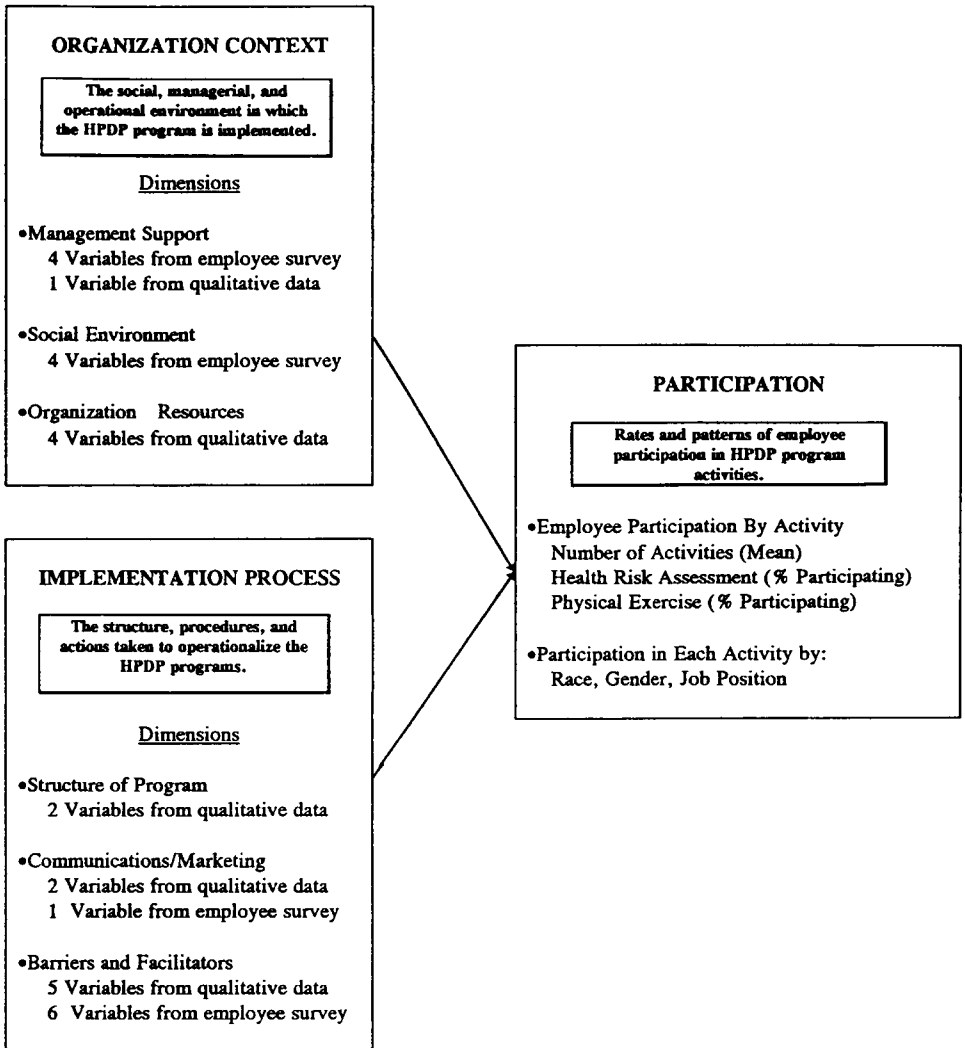 ORGANIZATION CONTEXT
The social, managerial, and
operational environment in which
the HPDP program is implemented.
Dimensions
•Management Support
4 Variables from employee survey
1 Variable from qualitative data
•Social Environment
4 Variables from employee survey
•Organization Resources
4 Variables from qualitative data
IMPLEMENTATION PROCESS
The structure, procedures, and
actions taken to operationalize the
HPDP programs.
Dimensions
•Structure of Program
2 Variables from qualitative data
•Communications/Marketing
2 Variables from qualitative data
1 Variable from employee survey
•Barriers and Facilitators
5 Variables from qualitative data
6 Variables from employee survey
PARTICIPATION
Rates and patterns of employee
participation in HPDP program
activities.
•Employee Participation By Activity
Number of Activities (Mean)
Health Risk Assessment (% Participating)
Physical Exercise (% Participating)
•Participation in Each Activity by:
Race, Gender, Job Position